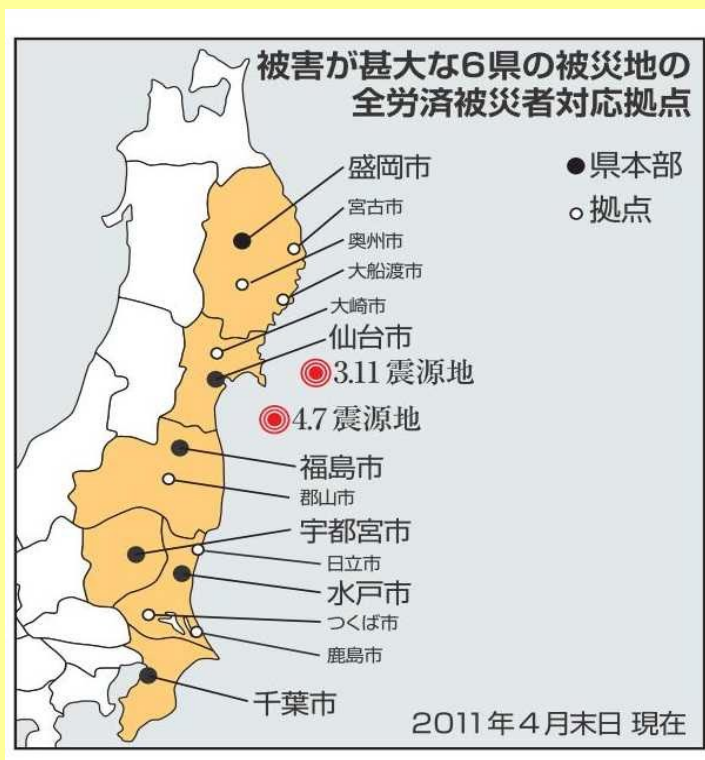 被害が甚大な6県の被災地の
全労済被災者対応拠点
●県本部
○拠点
盛岡市
宮古市
奥州市
大船渡市
大崎市
仙台市
3.11震源地
4.7震源地
福島市
郡山市
宇都宮市
日立市
水戸市
つくば市
鹿島市
千葉市
2011年4月末日 現在